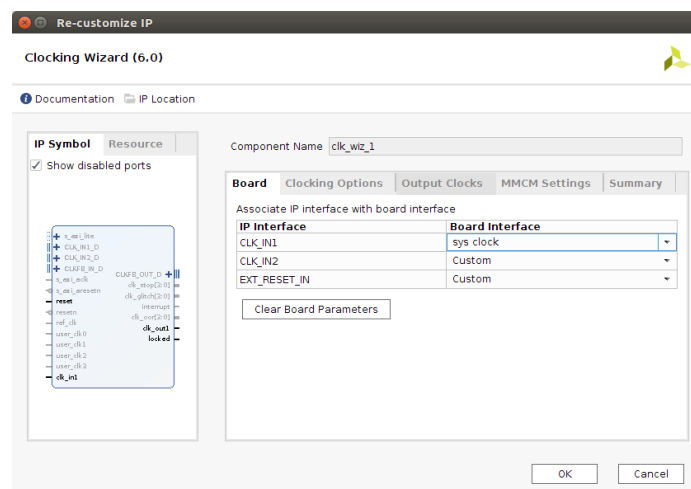 Re-customize IP
Clocking Wizard (6.0)
Documentation IP Location
IP Symbol Resource
Show disabled ports
s_axi_lite
CLK_IN1_D
CLK_IN2_D
CLKFB_IN_D
s_axi_aclk
s_axi_aresetn
reset
resetn
ref_clk
user_clk0
user_clk1
user_clk2
user_clk3
clk_in1
CLKFB_OUT_D
clk_stop[3:0]
clk_glitch[3:0]
interrupt
clk_oor[3:0]
clk_out1
locked
Component Name clk_wiz_1
Board Clocking Options Output Clocks MMCM Settings Summary
Associate IP interface with board interface
IP Interface Board Interface
CLK_IN1 sys clock
CLK_IN2 Custom
EXT_RESET_IN Custom
Clear Board Parameters
OK Cancel